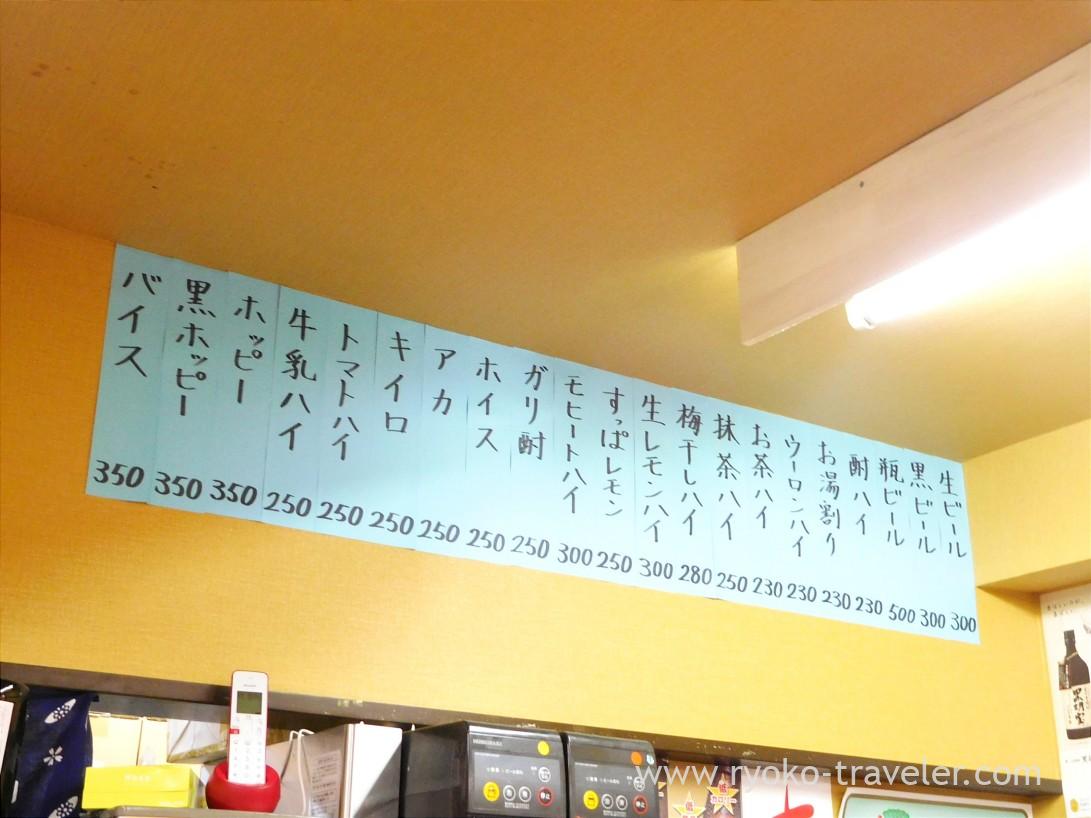 生ビール 300
黒ビール 300
瓶ビール 500
酎ハイ 230
お湯割り 230
ウーロンハイ 230
お茶ハイ 230
抹茶ハイ 250
梅干しハイ 280
生レモンハイ 300
すっぱレモン 250
モヒートハイ 300
ガリ酎 250
ホイス 250
アカ 250
キイロ 250
トマトハイ 250
牛乳ハイ 250
ホッピー 350
黒ホッピー 350
バイス 350
停止
停止
www.ryoko-traveler.com